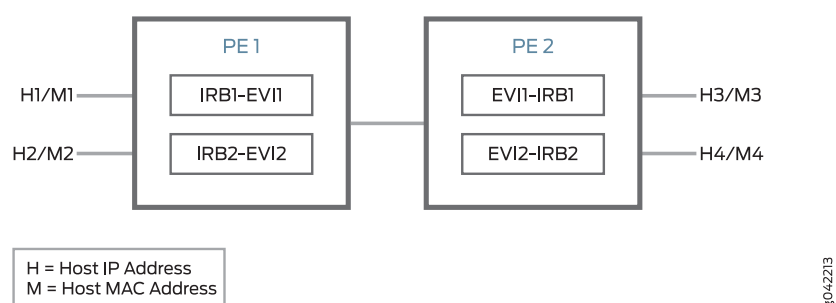 PE 1
PE 2
H1/M1
IRB1-EVI1
EVI1-IRB1
H3/M3
H2/M2
IRB2-EVI2
EVI2-IRB2
H4/M4
H = Host IP Address
M = Host MAC Address